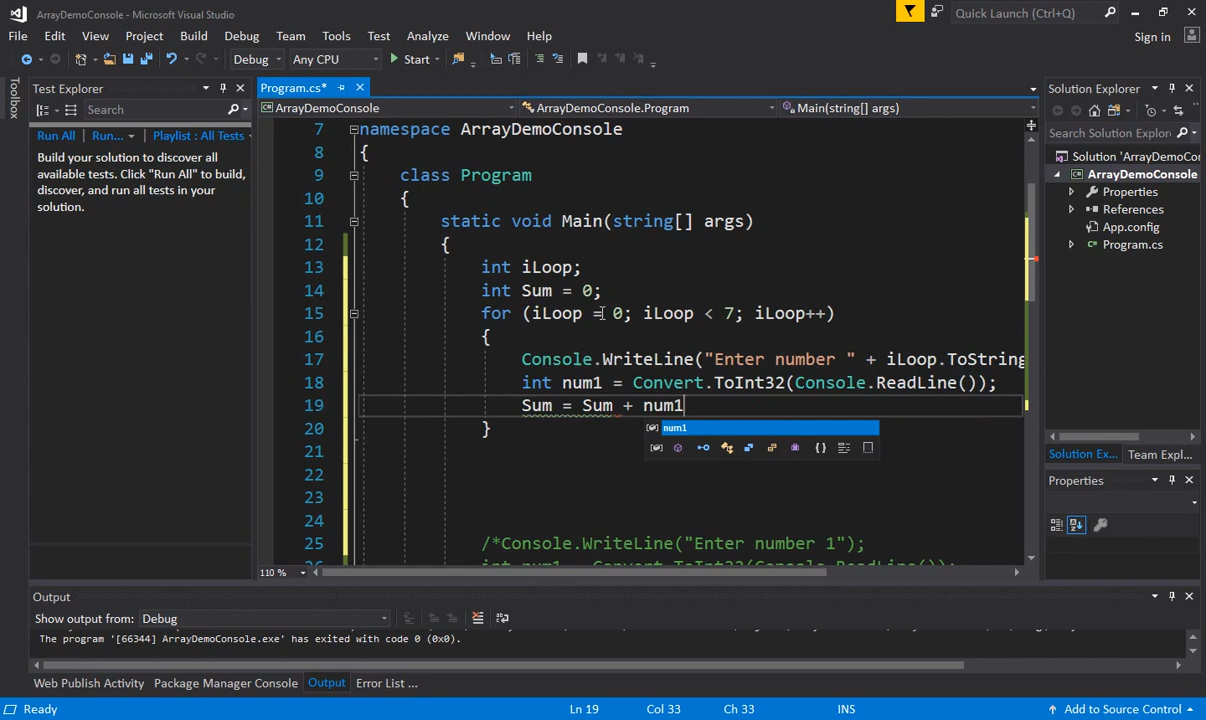 ArrayDemoConsole - Microsoft Visual Studio
Quick Launch (Ctrl+Q)
File Edit View Project Build Debug Team Tools Test Analyze Window Help
Sign in
Debug Any CPU Start
Toolbox
Test Explorer
Search
Run All Run... Playlist : All Tests
Build your solution to discover all
available tests. Click "Run All" to build,
discover, and run all tests in your
solution.
Program.cs*
ArrayDemoConsole ArrayDemoConsole.Program Main(string[] args)
7 namespace ArrayDemoConsole
8 {
9 class Program
10 {
11 static void Main(string[] args)
12 {
13 int iLoop;
14 int Sum = 0;
15 for (iLoop = 0; iLoop < 7; iLoop++)
16 {
17 Console.WriteLine("Enter number " + iLoop.ToString
18 int num1 = Convert.ToInt32(Console.ReadLine());
19 Sum = Sum + num1
num1
20 }
21
22
23
24
25 /*Console.WriteLine("Enter number 1");
26 int num1 = Convert.ToInt32(Console.ReadLine());
110 %
Solution Explorer
Search Solution Explor
Solution 'ArrayDemoCor
ArrayDemoConsole
Properties
References
App.config
Program.cs
Solution Ex... Team Expl...
Properties
Output
Show output from: Debug
The program '[66344] ArrayDemoConsole.exe' has exited with code 0 (0x0).
Web Publish Activity Package Manager Console Output Error List ...
Ready Ln 19 Col 33 Ch 33 INS Add to Source Control